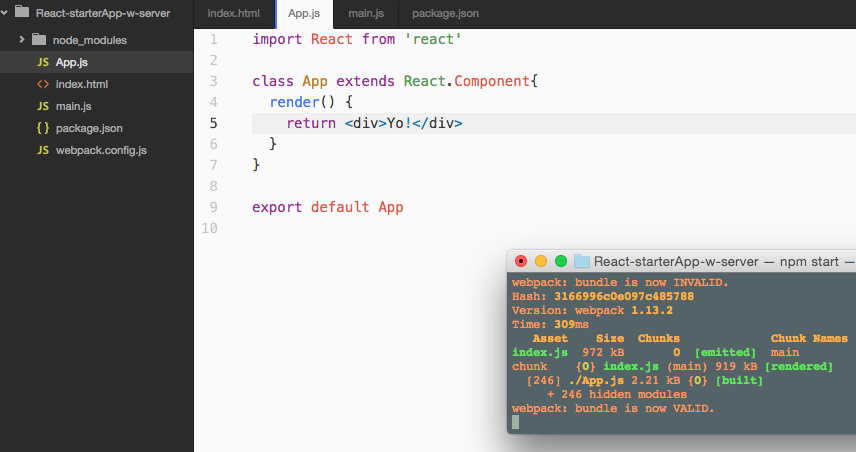 React-starterApp-w-server
node_modules
JS App.js
<> index.html
JS main.js
{} package.json
JS webpack.config.js
index.html App.js main.js package.json
1 import React from 'react'
2
3 class App extends React.Component{
4 render() {
5 return <div>Yo!</div>
6 }
7 }
8
9 export default App
10
React-starterApp-w-server — npm start —
webpack: bundle is now INVALID.
Hash: 3166996c0e097c485788
Version: webpack 1.13.2
Time: 309ms
Asset Size Chunks Chunk Names
index.js 972 kB 0 [emitted] main
chunk {0} index.js (main) 919 kB [rendered]
[246] ./App.js 2.21 kB {0} [built]
+ 246 hidden modules
webpack: bundle is now VALID.